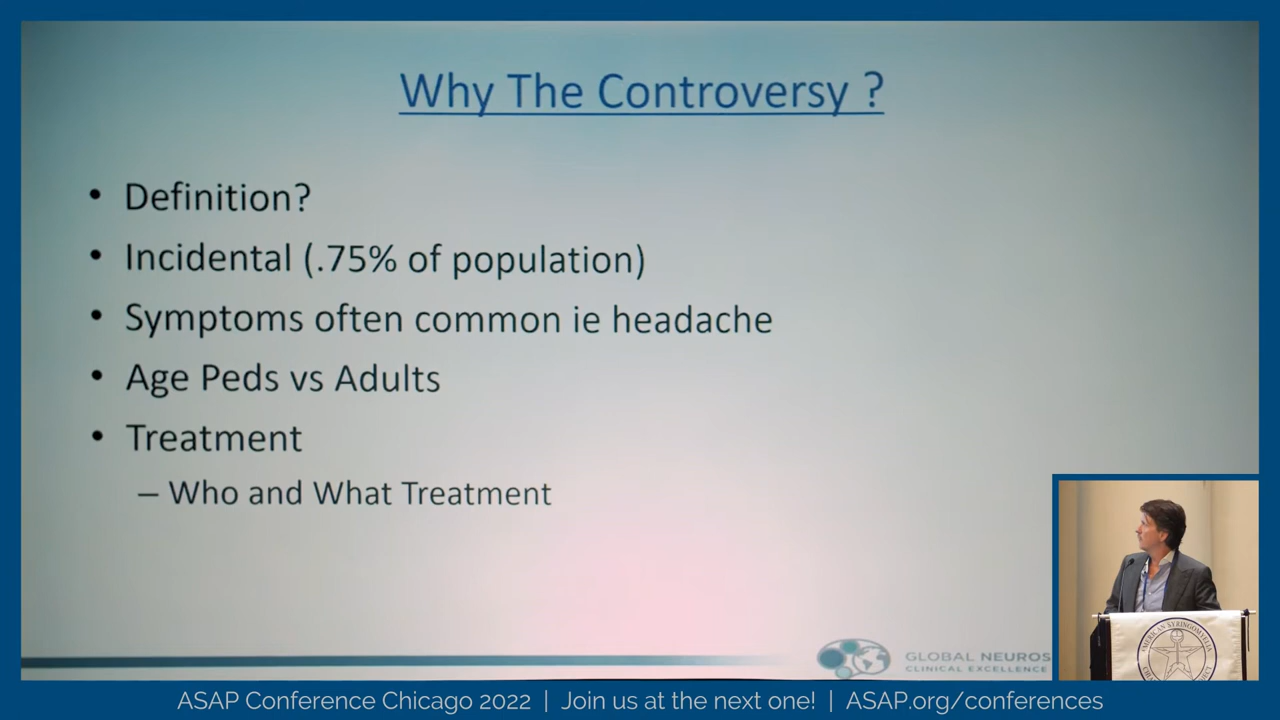 Why The Controversy ?
• Definition?
• Incidental (.75% of population)
• Symptoms often common ie headache
• Age Peds vs Adults
• Treatment
– Who and What Treatment
GLOBAL NEUROS
CLINICAL EXCELLENCE
AMERICAN SYRINGOMYELIA
ASAP Conference Chicago 2022 | Join us at the next one! | ASAP.org/conferences